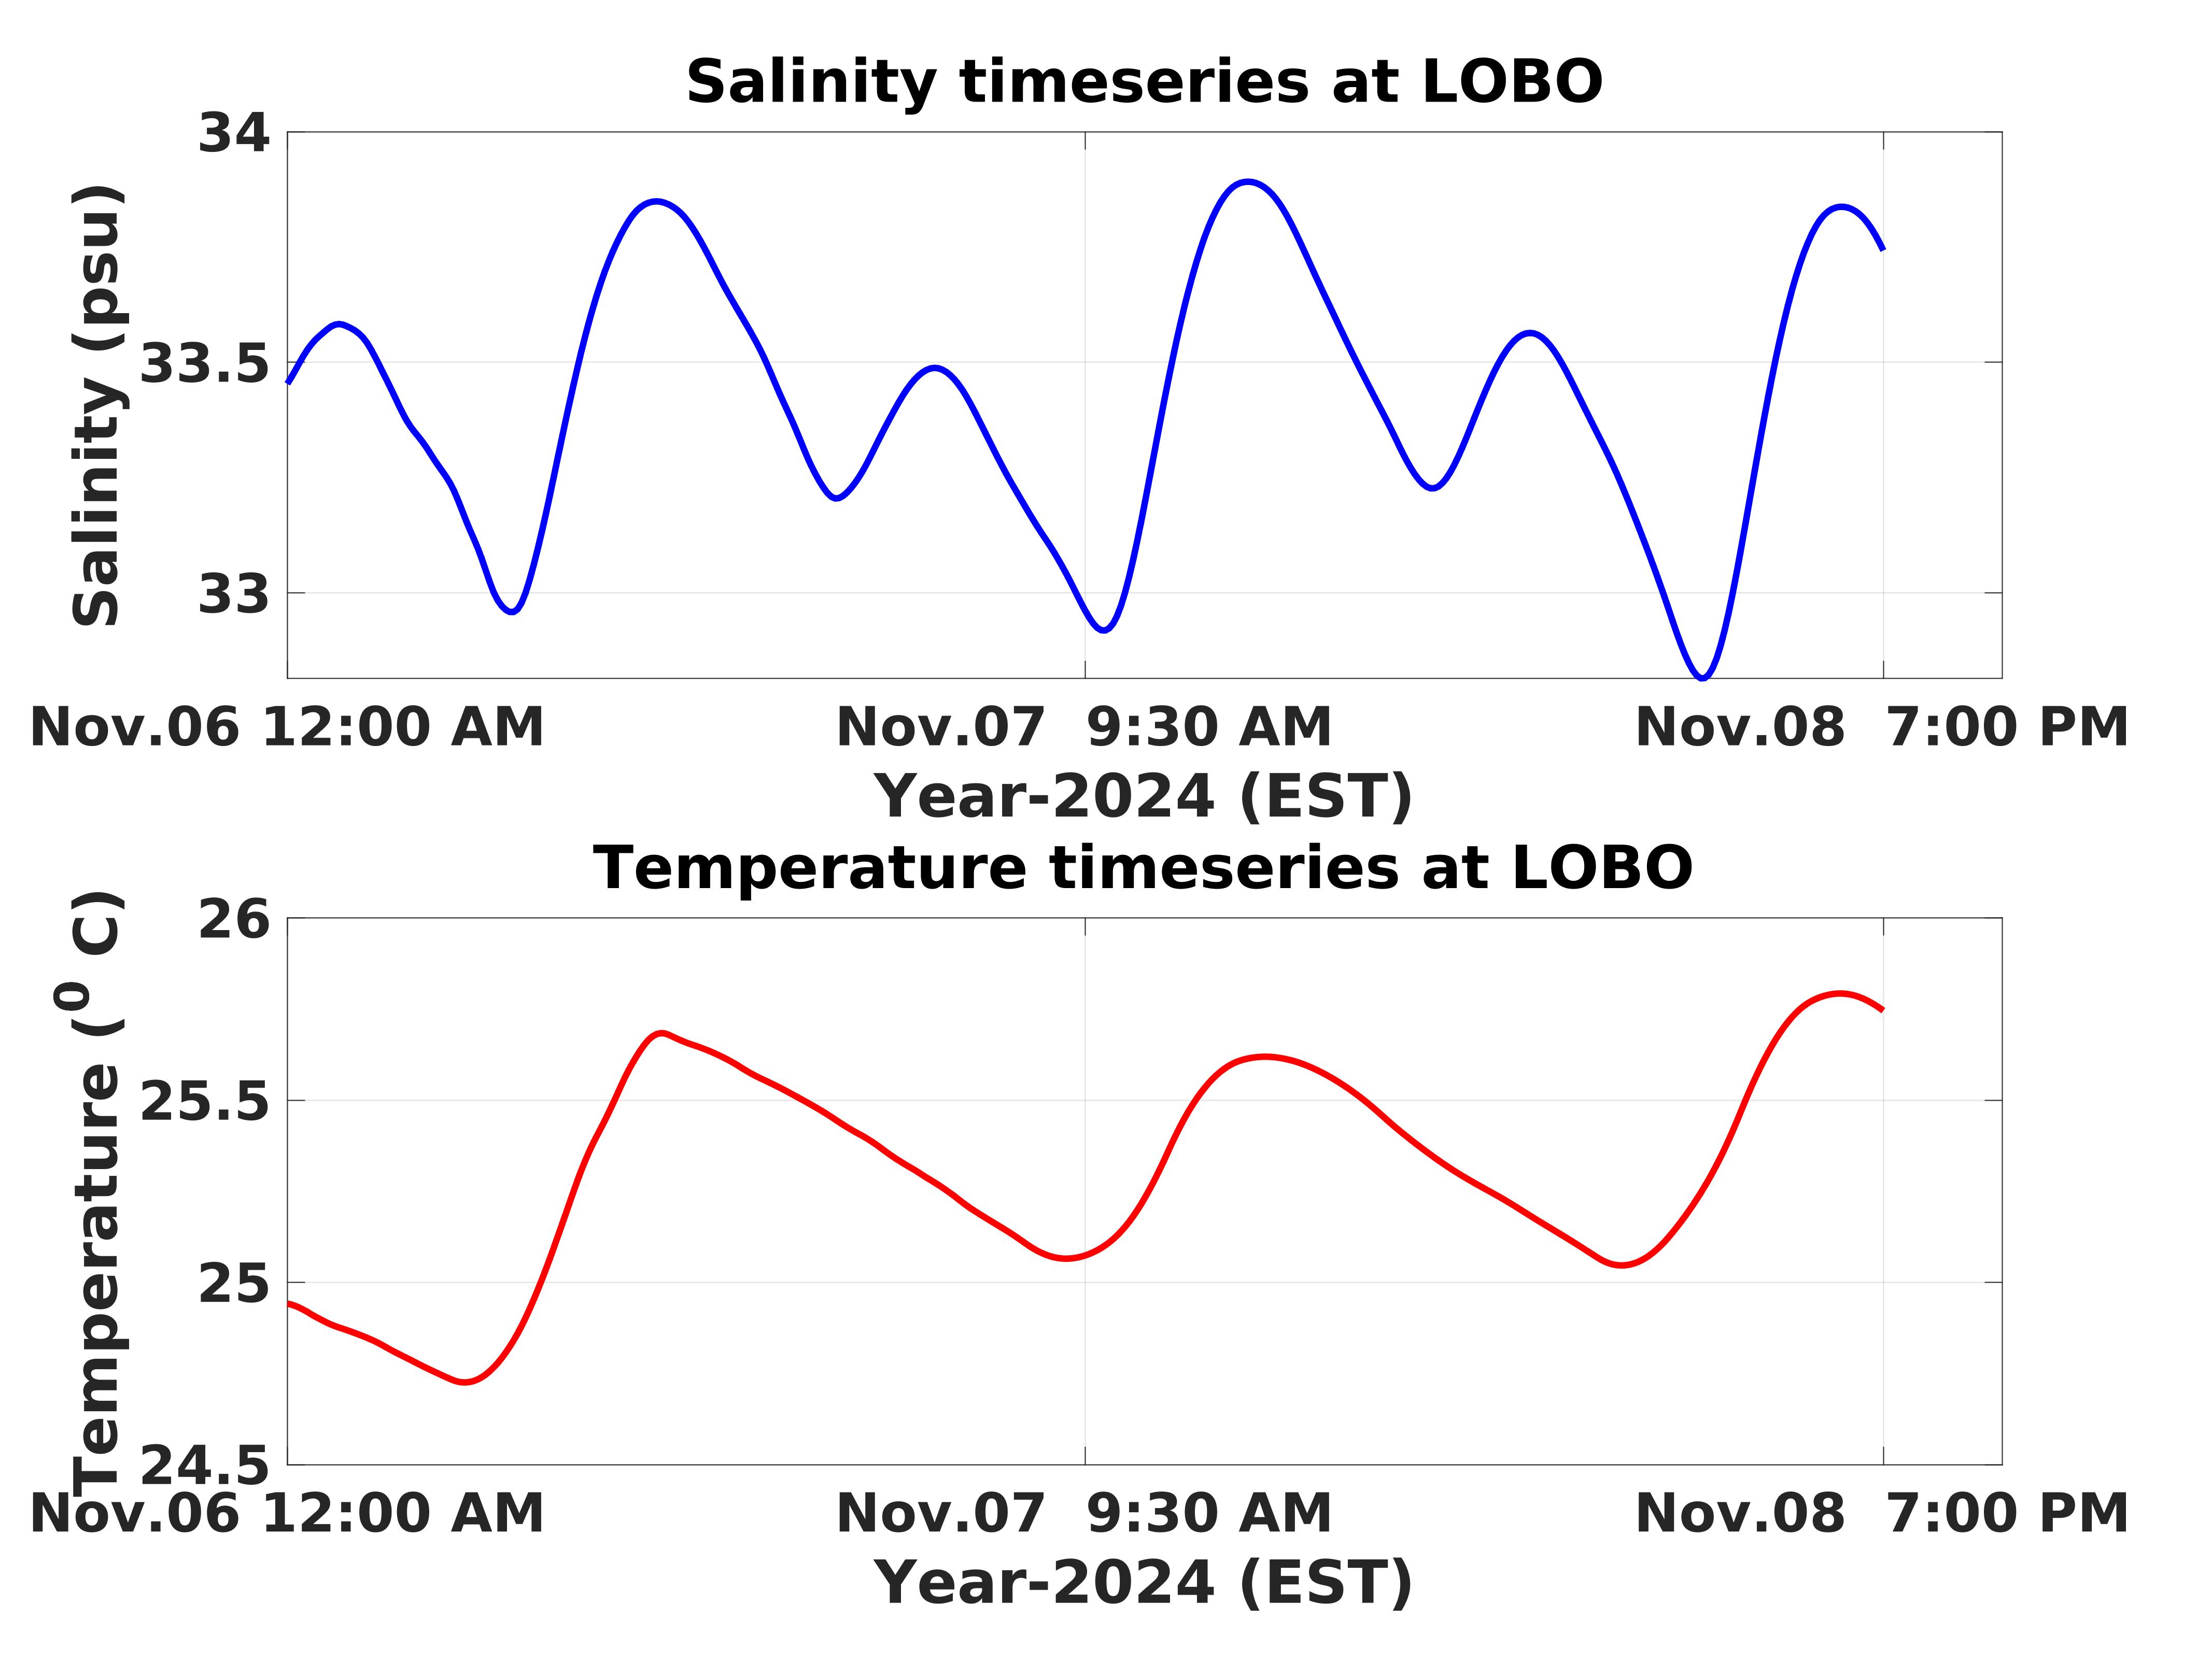 Salinity timeseries at LOBO
Salinity (psu)
34
33.5
33
Nov.06 12:00 AM
Nov.07  9:30 AM
Nov.08  7:00 PM
Year-2024 (EST)
Temperature timeseries at LOBO
Temperature (⁰ C)
26
25.5
25
24.5
Nov.06 12:00 AM
Nov.07  9:30 AM
Nov.08  7:00 PM
Year-2024 (EST)